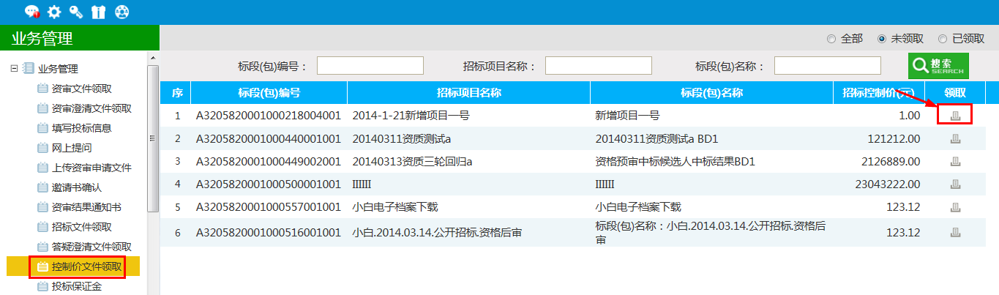 业务管理
全部 未领取 已领取
业务管理
资审文件领取
资审澄清文件领取
填写投标信息
网上提问
上传资审申请文件
邀请书确认
资审结果通知书
招标文件领取
答疑澄清文件领取
控制价文件领取
投标保证金
标段(包)编号： 招标项目名称： 标段(包)名称： 搜索 SEARCH
序 标段(包)编号 招标项目名称 标段(包)名称 招标控制价(元) 领取
1 A3205820001000218004001 2014-1-21新增项目一号 新增项目一号 1.00
2 A3205820001000440001001 20140311资质测试a 20140311资质测试a BD1 121212.00
3 A3205820001000449002001 20140313资质三轮回归a 资格预审中标候选人中标结果BD1 2126889.00
4 A3205820001000500001001 IIIIII IIIIII 23043222.00
5 A3205820001000557001001 小白电子档案下载 小白电子档案下载 123.12
6 A3205820001000516001001 小白.2014.03.14.公开招标.资格后审 标段(包)名称：小白.2014.03.14.公开招标.资格后 123.12
审